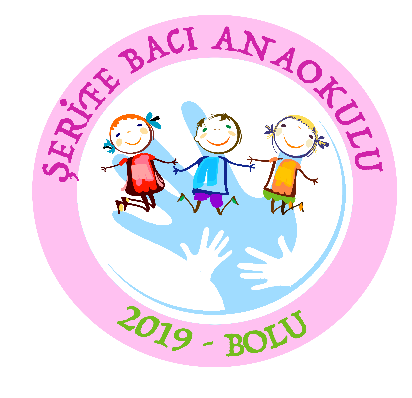 ŞERİFE BACI ANAOKULU
2019 - BOLU